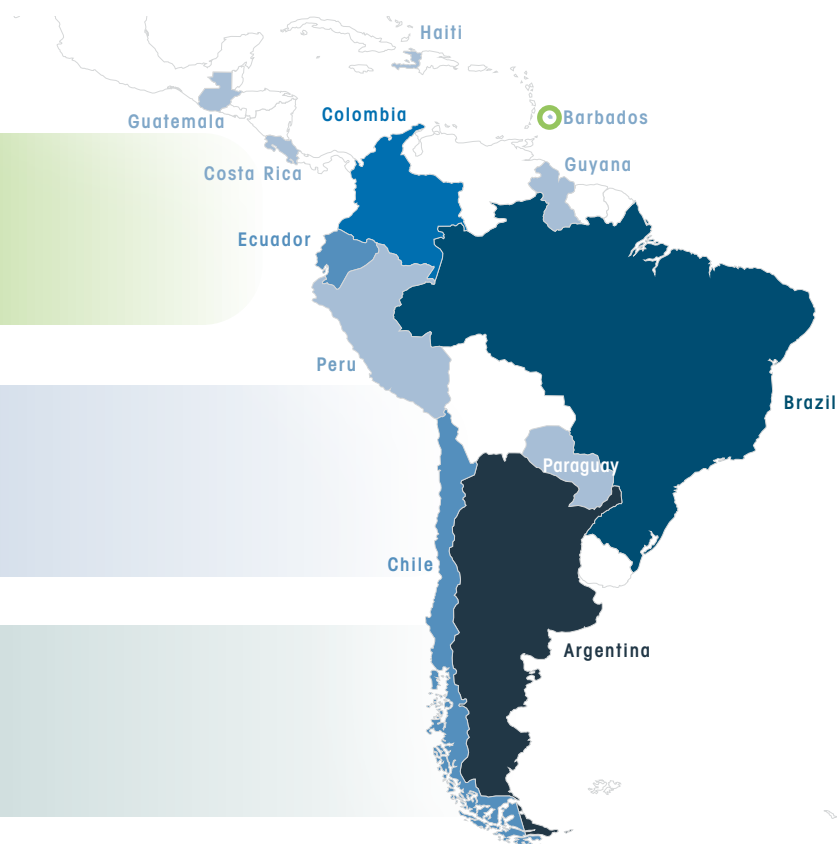 Haiti
Guatemala
Colombia
Barbados
Costa Rica
Guyana
Ecuador
Peru
Brazil
Paraguay
Chile
Argentina